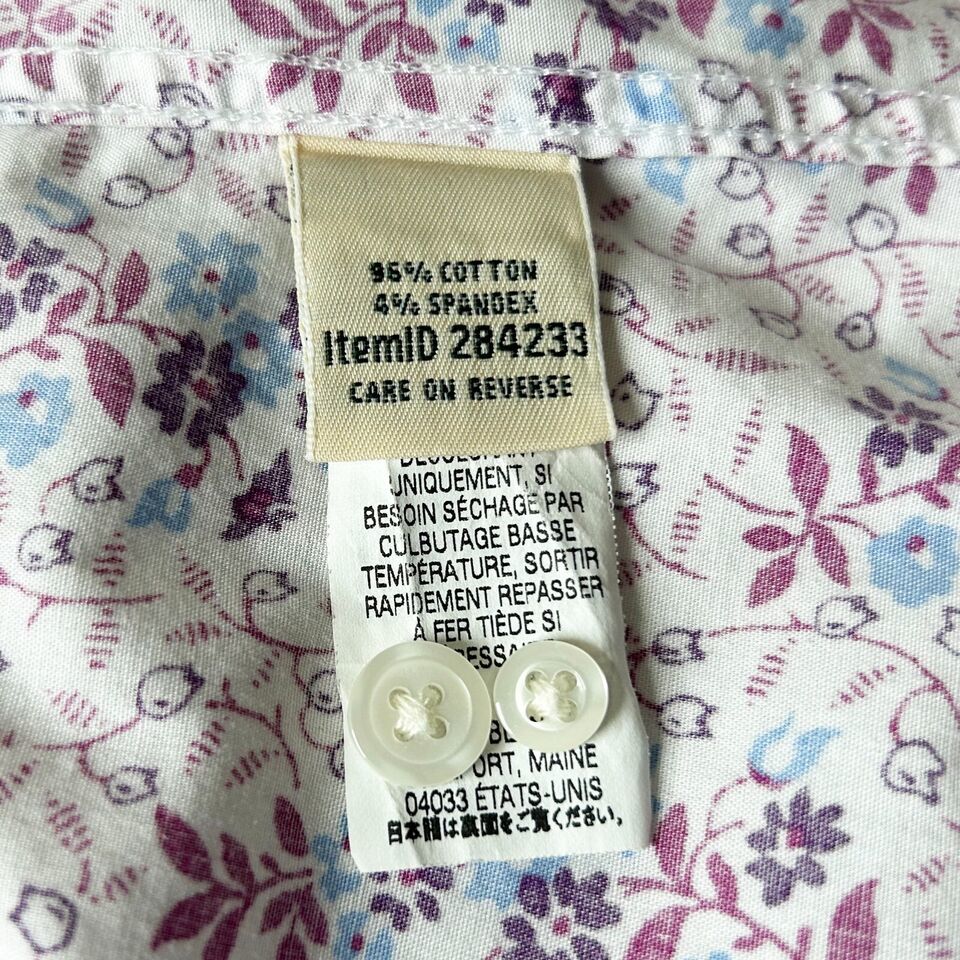 96% COTTON
4% SPANDEX
ItemID 284233
CARE ON REVERSE
UNIQUEMENT, SI
BESOIN SÉCHAGE PAR
CULBUTAGE BASSE
TEMPÉRATURE, SORTIR
RAPIDEMENT REPASSER
À FER TIÈDE SI
MAINE
04033 ÉTATS-UNIS
日本語は裏面をご覧ください。